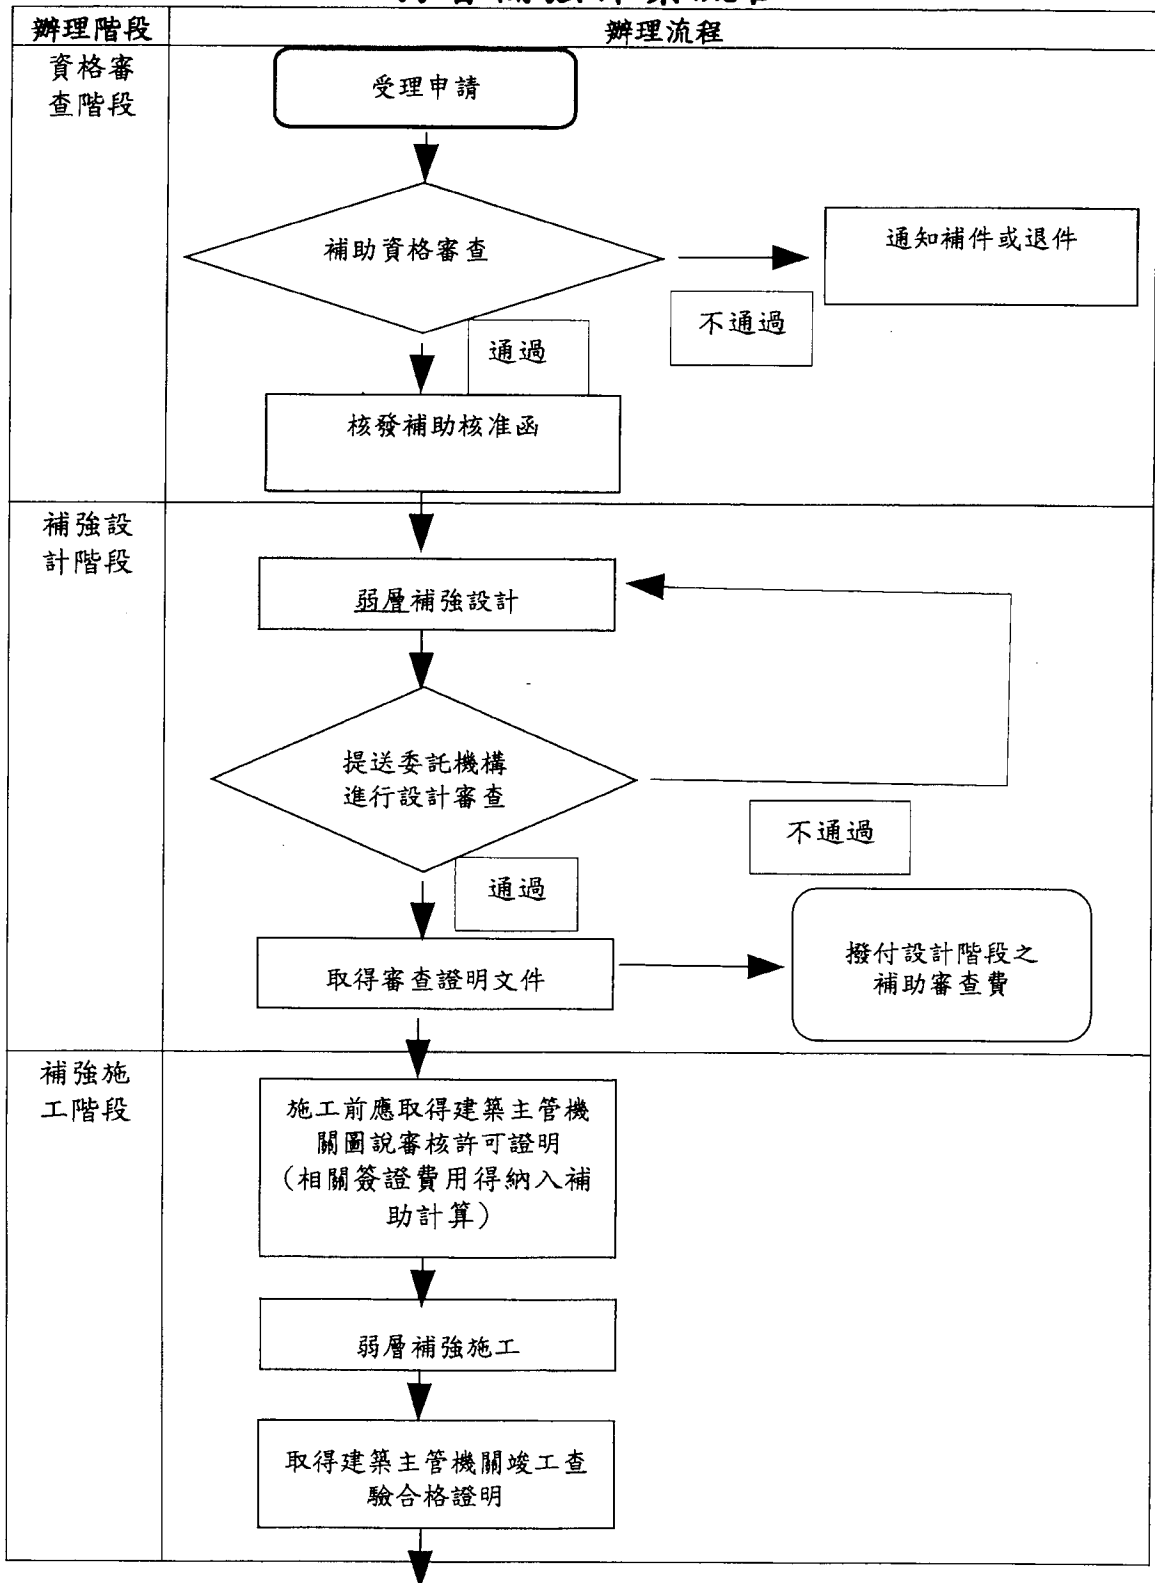 辦理階段
辦理流程
資格審
查階段
受理申請
補助資格審查
通知補件或退件
不通過
通過
核發補助核准函
補強設
計階段
弱層補強設計
提送委託機構
進行設計審查
不通過
通過
取得審查證明文件
撥付設計階段之
補助審查費
補強施
工階段
施工前應取得建築主管機
關圖說審核許可證明
(相關簽證費用得納入補
助計算)
弱層補強施工
取得建築主管機關竣工查
驗合格證明